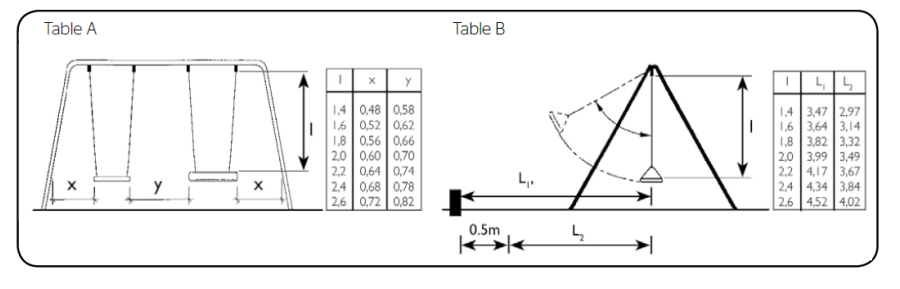 Table A
Table B
l x y
1,4 0,48 0,58
1,6 0,52 0,62
1,8 0,56 0,66
2,0 0,60 0,70
2,2 0,64 0,74
2,4 0,68 0,78
2,6 0,72 0,82
l
x y x
l L₁ L₂
1,4 3,47 2,97
1,6 3,64 3,14
1,8 3,82 3,32
2,0 3,99 3,49
2,2 4,17 3,67
2,4 4,34 3,84
2,6 4,52 4,02
l
L₁,
0.5m L₂